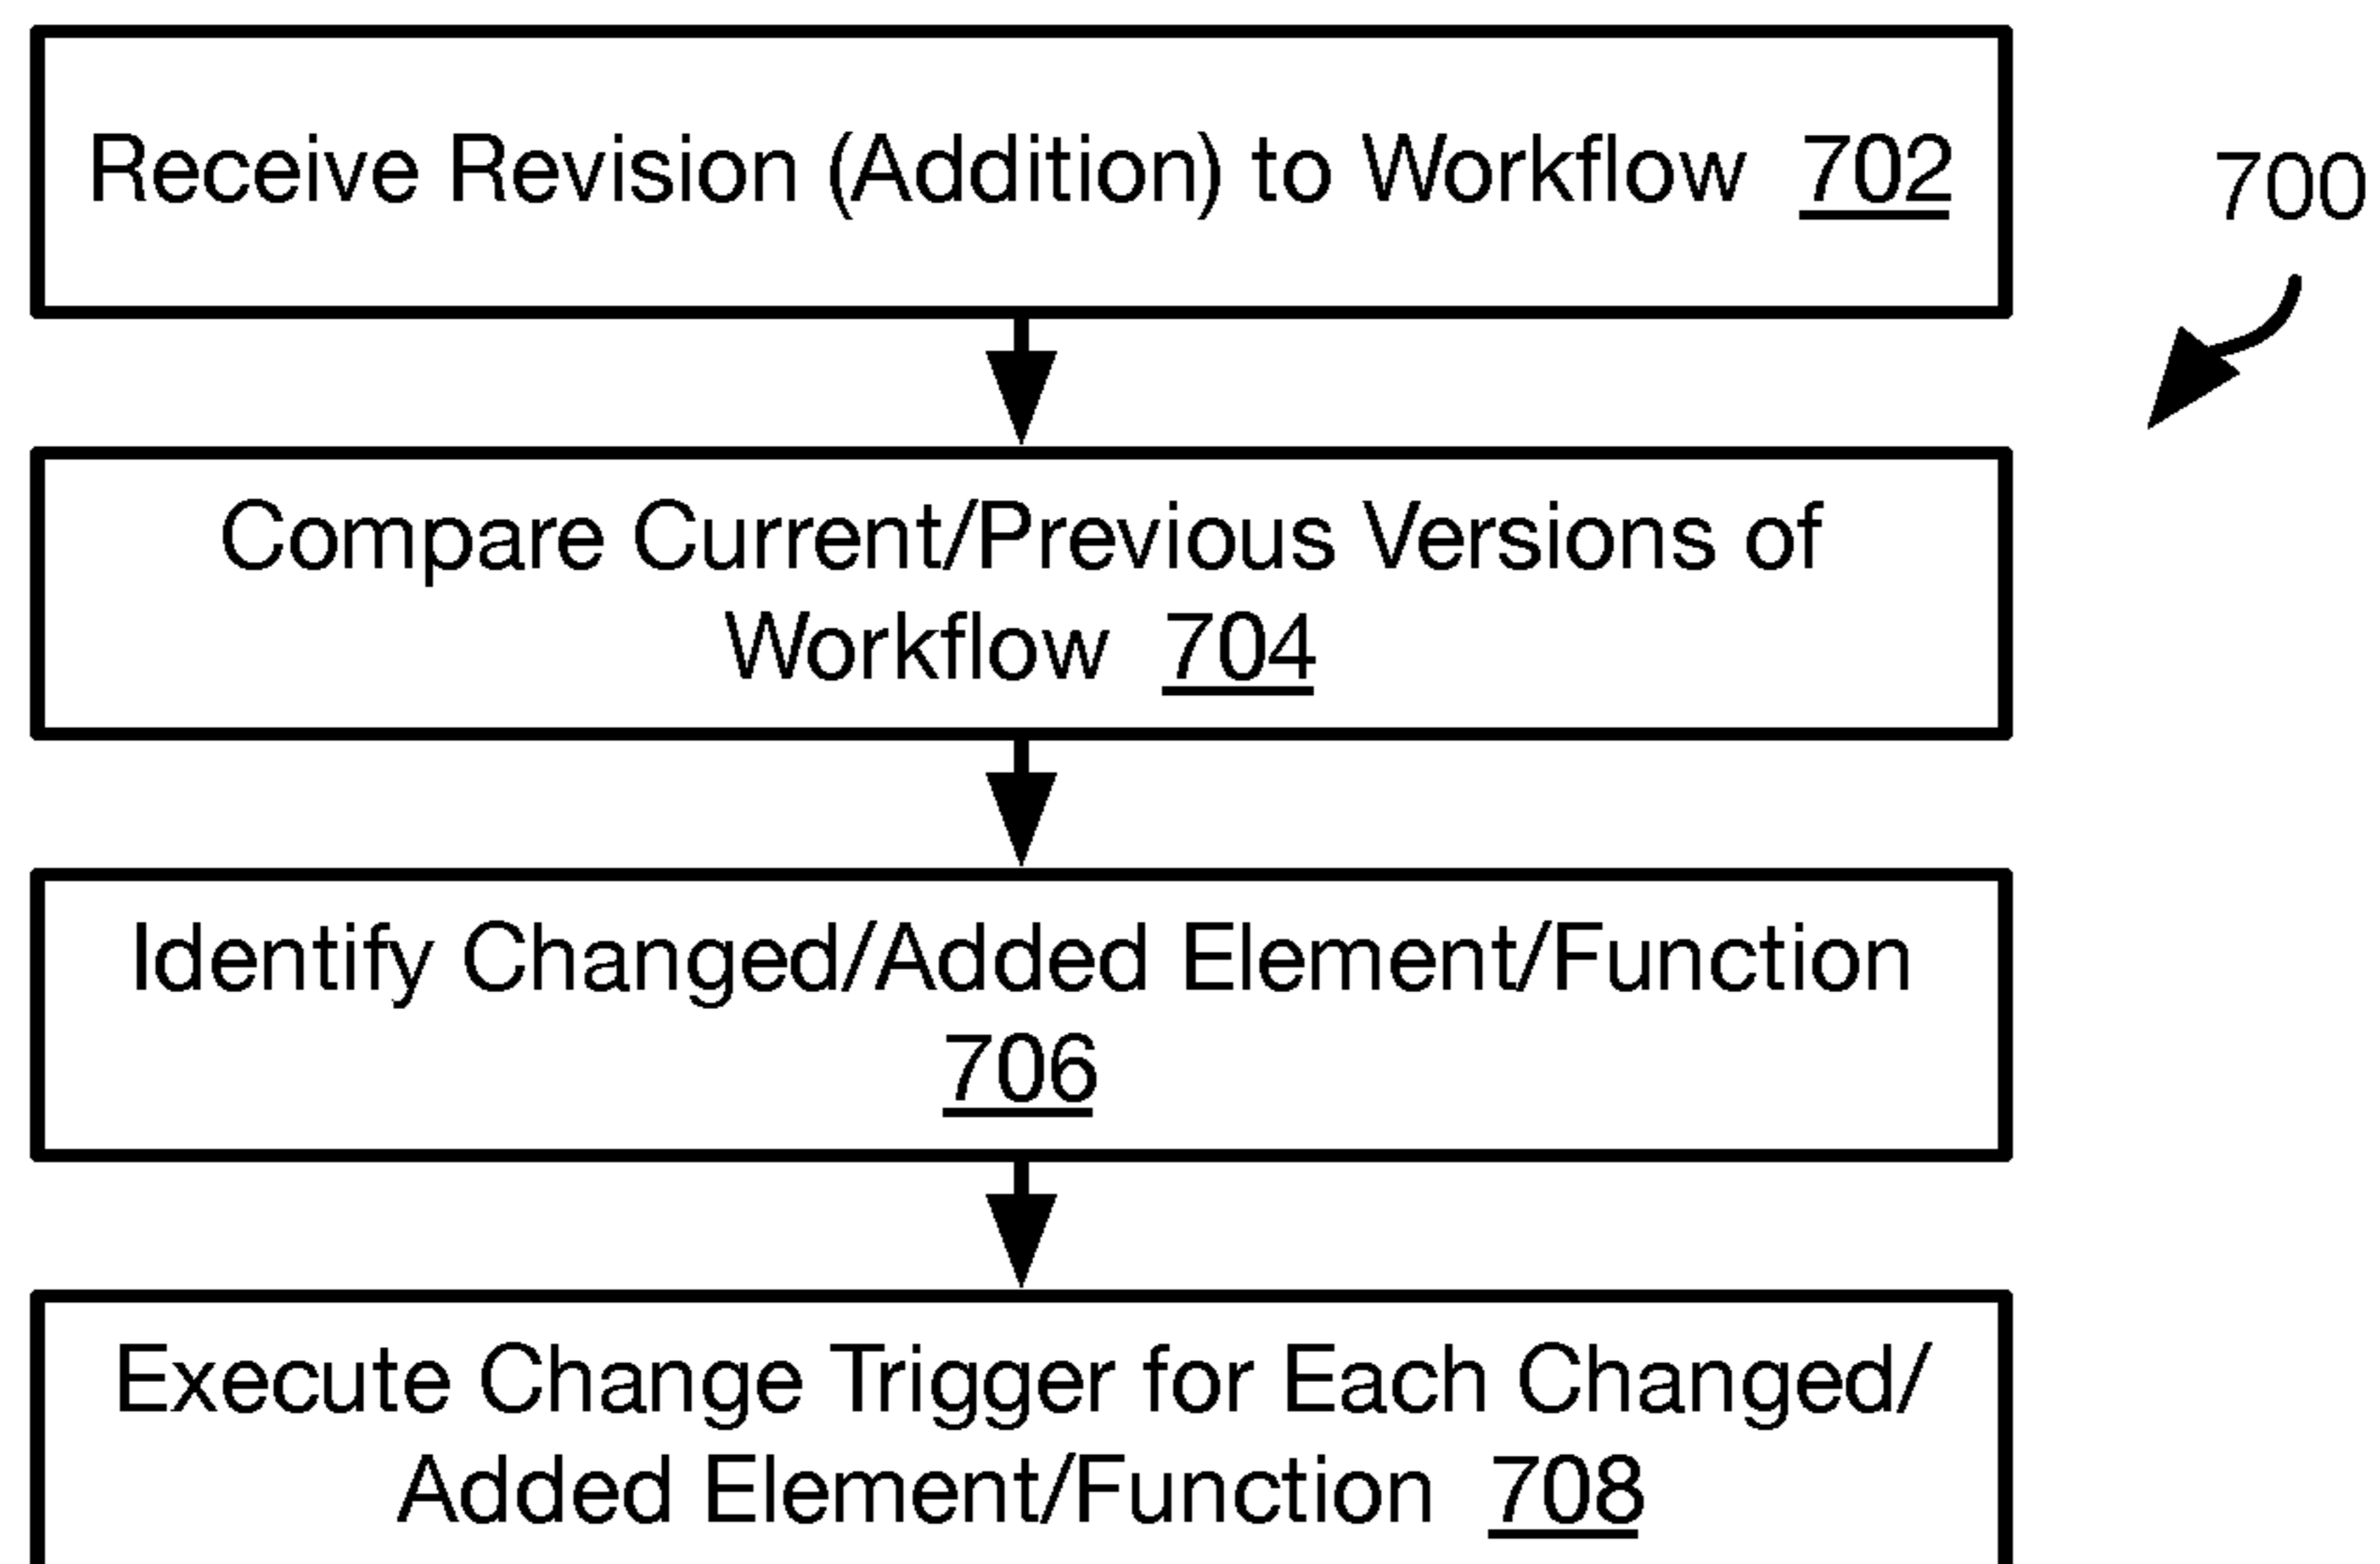 Receive Revision (Addition) to Workflow 702
700
Compare Current/Previous Versions of
Workflow 704
Identify Changed/Added Element/Function
706
Execute Change Trigger for Each Changed/
Added Element/Function 708